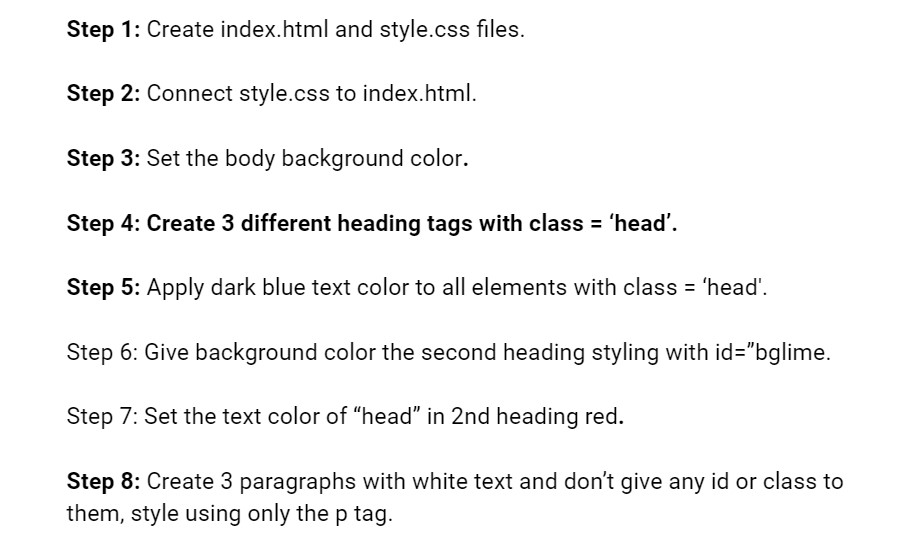 Step 1: Create index.html and style.css files.
Step 2: Connect style.css to index.html.
Step 3: Set the body background color.
Step 4: Create 3 different heading tags with class = ‘head’.
Step 5: Apply dark blue text color to all elements with class = ‘head'.
Step 6: Give background color the second heading styling with id=”bglime.
Step 7: Set the text color of “head” in 2nd heading red.
Step 8: Create 3 paragraphs with white text and don’t give any id or class to
them, style using only the p tag.